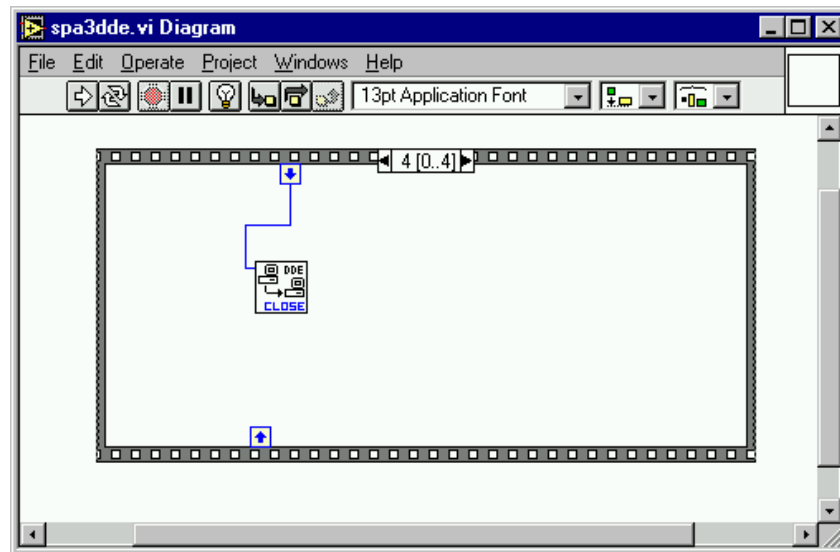 spa3dde.vi Diagram
File Edit Operate Project Windows Help
13pt Application Font
4 [0..4]
DDE
CLOSE